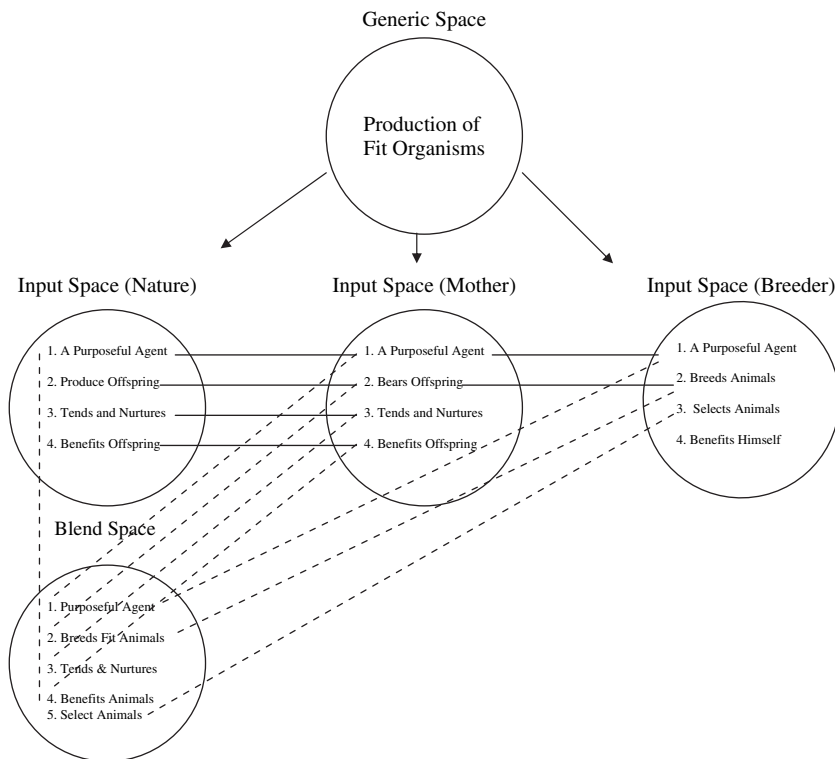 Generic Space
Production of
Fit Organisms
Input Space (Nature)
1. A Purposeful Agent
2. Produce Offspring
3. Tends and Nurtures
4. Benefits Offspring
Input Space (Mother)
1. A Purposeful Agent
2. Bears Offspring
3. Tends and Nurtures
4. Benefits Offspring
Input Space (Breeder)
1. A Purposeful Agent
2. Breeds Animals
3. Selects Animals
4. Benefits Himself
Blend Space
1. Purposeful Agent
2. Breeds Fit Animals
3. Tends & Nurtures
4. Benefits Animals
5. Select Animals